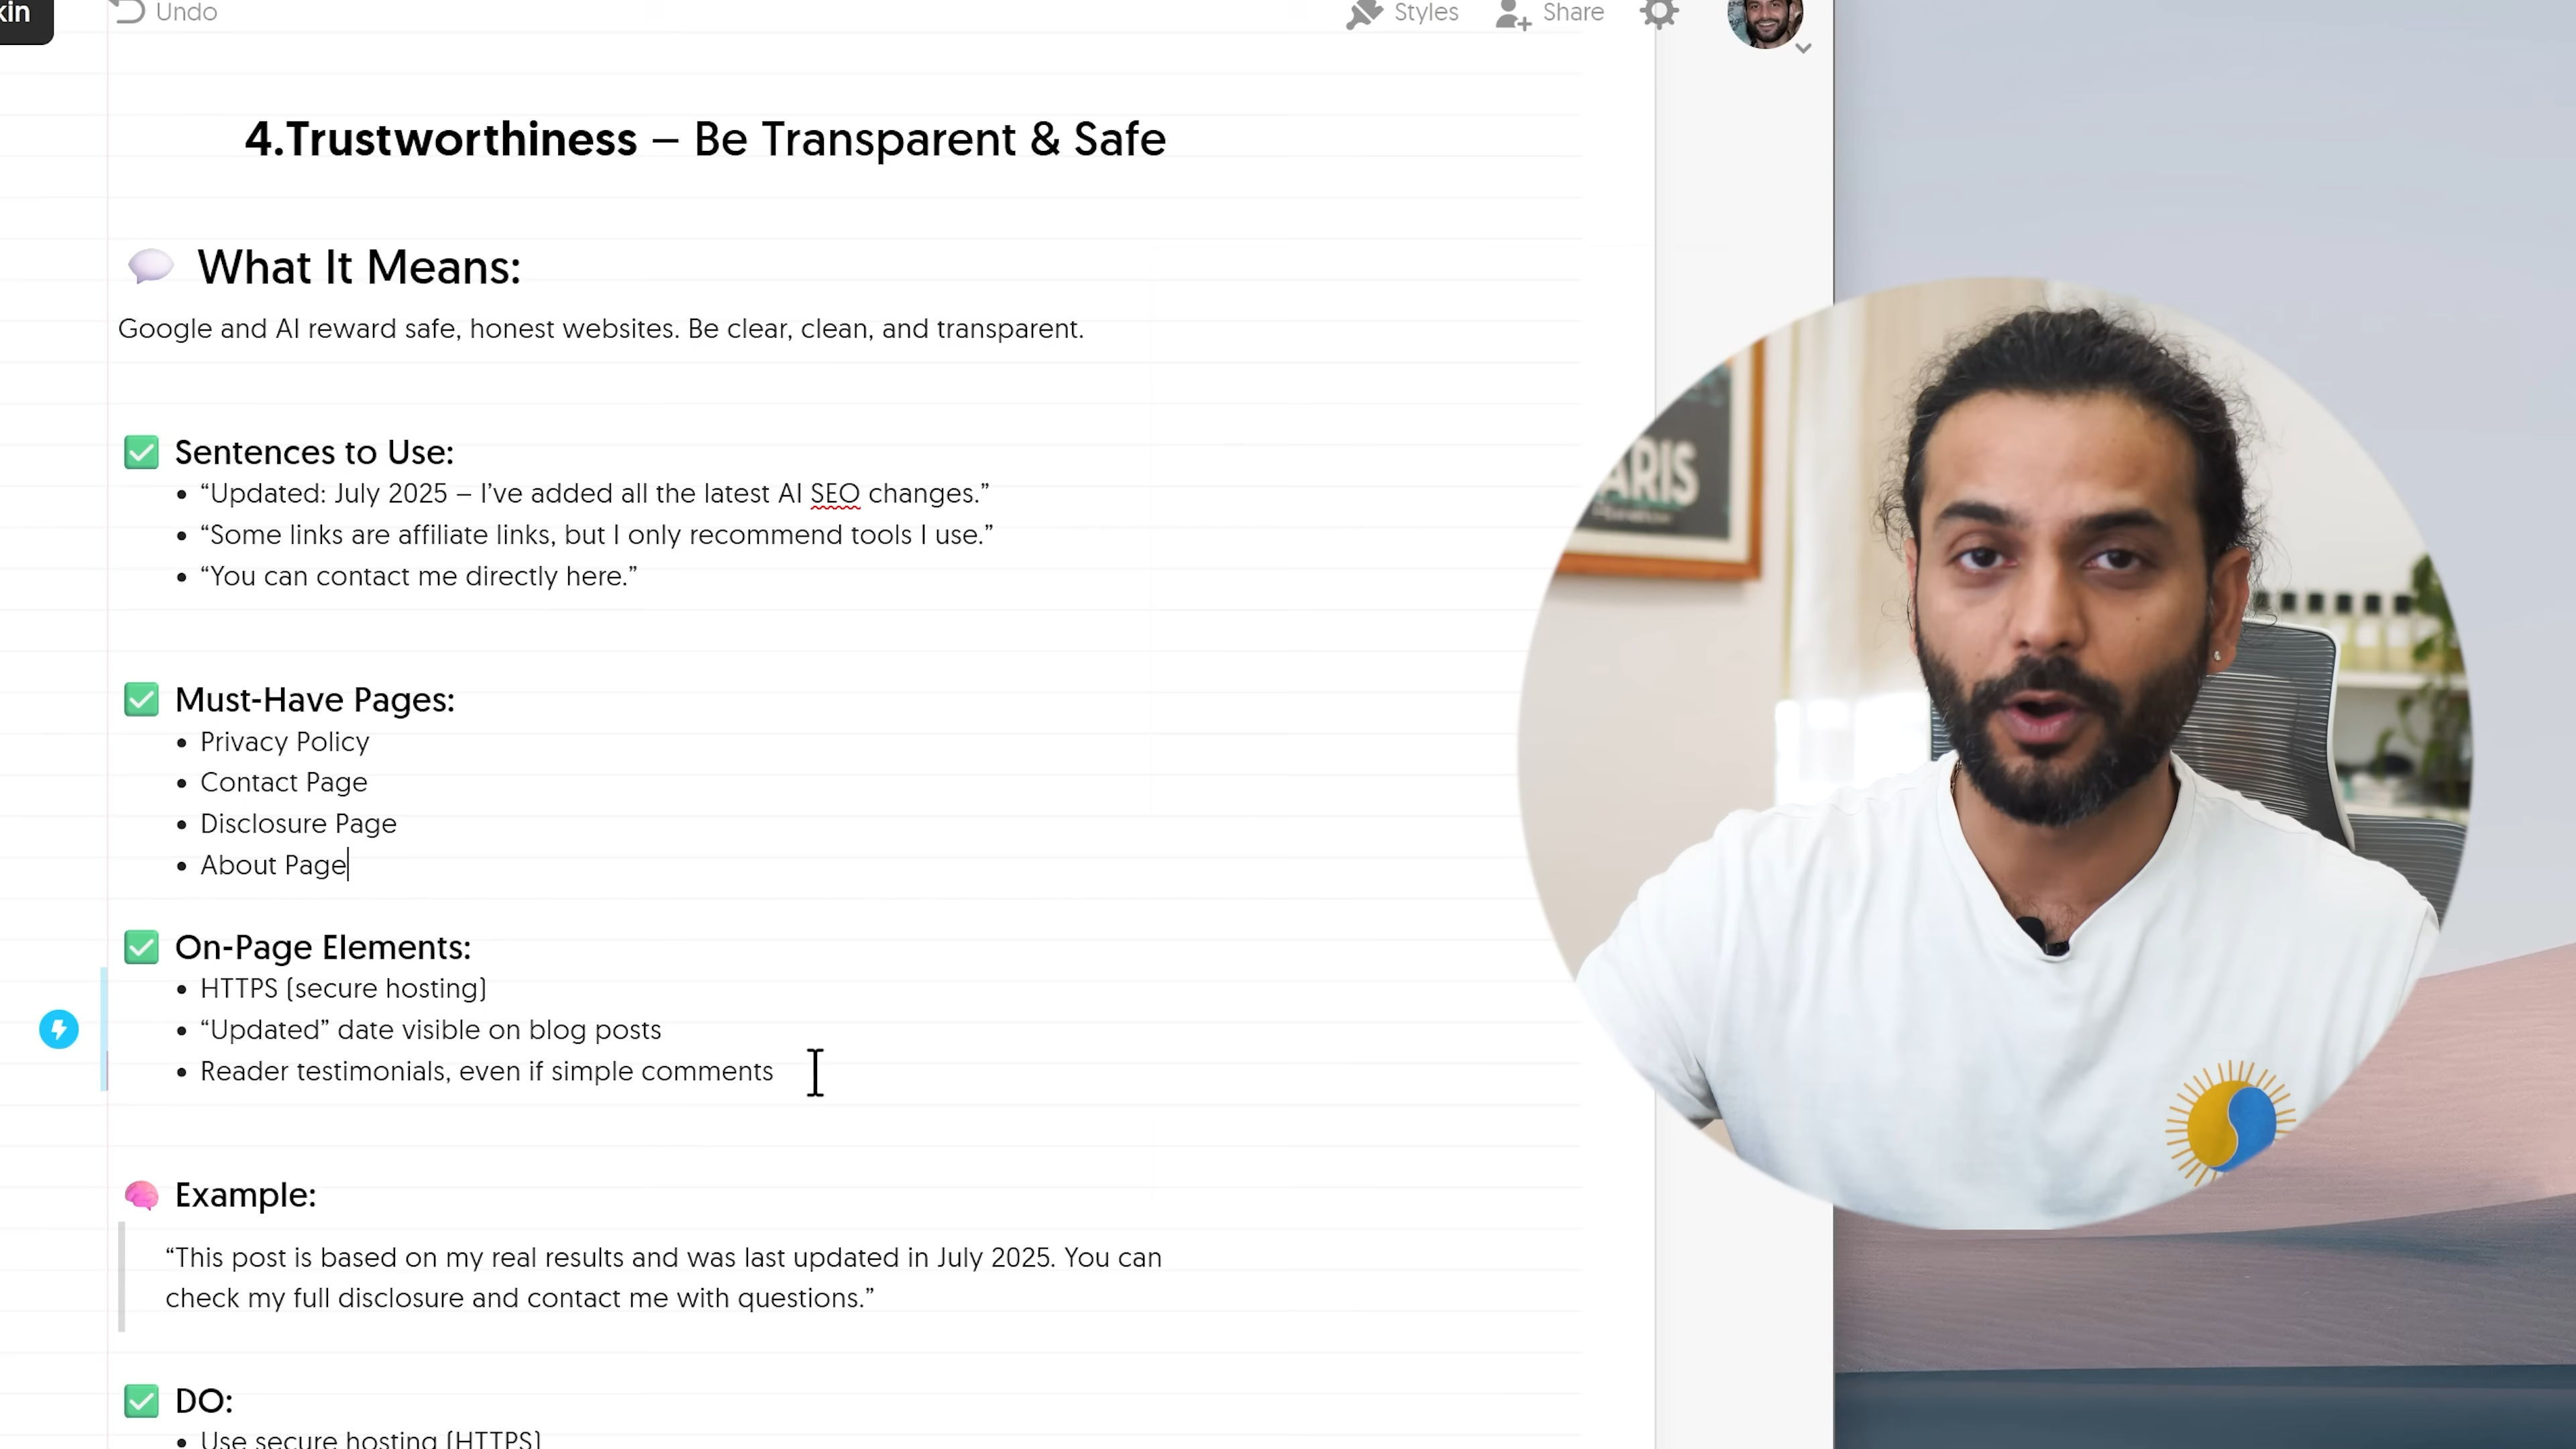 kin
Undo
Styles
Share
4.Trustworthiness – Be Transparent & Safe
What It Means:
Google and AI reward safe, honest websites. Be clear, clean, and transparent.
Sentences to Use:
• “Updated: July 2025 – I’ve added all the latest AI SEO changes.”
• “Some links are affiliate links, but I only recommend tools I use.”
• “You can contact me directly here.”
Must-Have Pages:
• Privacy Policy
• Contact Page
• Disclosure Page
• About Page
On-Page Elements:
• HTTPS (secure hosting)
• “Updated” date visible on blog posts
• Reader testimonials, even if simple comments
Example:
“This post is based on my real results and was last updated in July 2025. You can
check my full disclosure and contact me with questions.”
DO:
• Use secure hosting (HTTPS)
ARIS